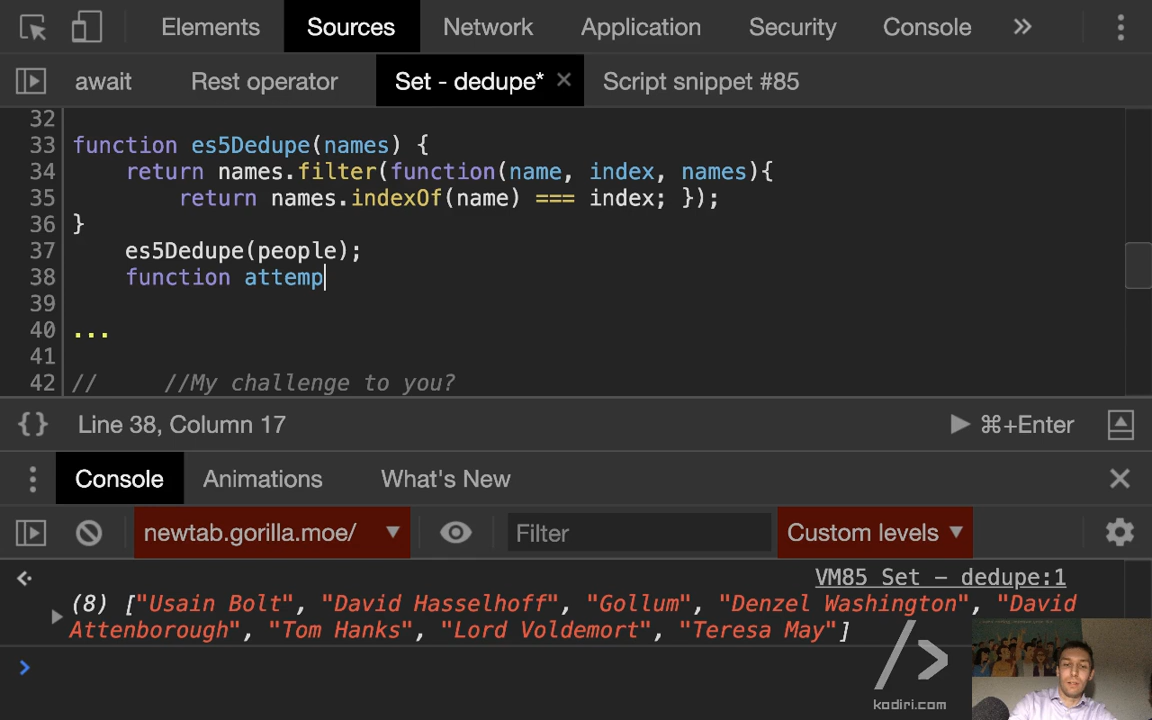 Elements Sources Network Application Security Console »
await Rest operator Set - dedupe* × Script snippet #85
32
33 function es5Dedupe(names) {
34 return names.filter(function(name, index, names){
35 return names.indexOf(name) === index; });
36 }
37 es5Dedupe(people);
38 function attemp
39
40 ...
41
42 // //My challenge to you?
{} Line 38, Column 17 ⌘+Enter
Console Animations What's New
newtab.gorilla.moe/ Filter Custom levels
VM85 Set - dedupe:1
(8) ["Usain Bolt", "David Hasselhoff", "Gollum", "Denzel Washington", "David
Attenborough", "Tom Hanks", "Lord Voldemort", "Teresa May"]
kodiri.com